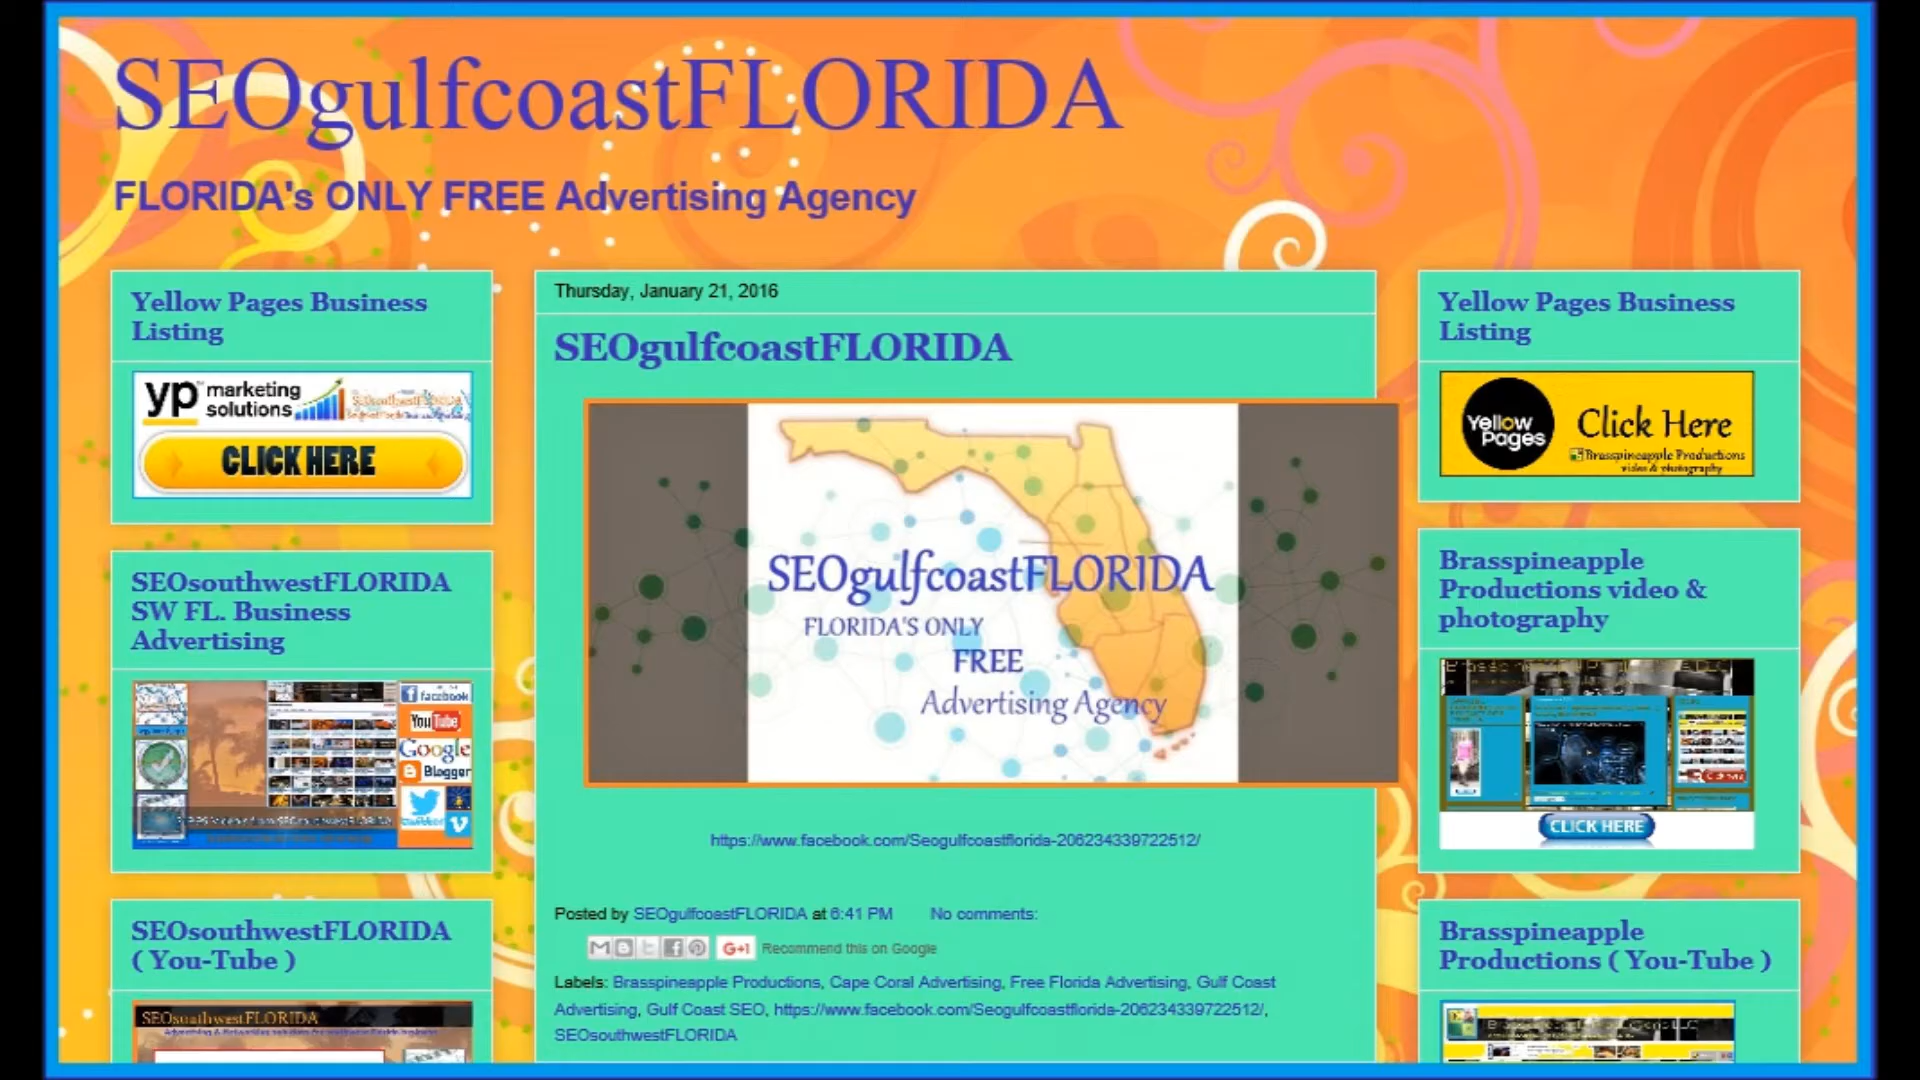 SEOgulfcoastFLORIDA
FLORIDA's ONLY FREE Advertising Agency
Yellow Pages Business
Listing
yp marketing
solutions
CLICK HERE
SEOsouthwestFLORIDA
SW FL. Business
Advertising
facebook
YouTube
Google
Blogger
twitter
SEOsouthwestFLORIDA
( You-Tube )
SEOsouthwestFLORIDA
Thursday, January 21, 2016
SEOgulfcoastFLORIDA
SEOgulfcoastFLORIDA
FLORIDA'S ONLY
FREE
Advertising Agency
https://www.facebook.com/Seogulfcoastflorida-206234339722512/
Posted by SEOgulfcoastFLORIDA at 6:41 PM No comments:
G+1 Recommend this on Google
Labels: Brasspineapple Productions, Cape Coral Advertising, Free Florida Advertising, Gulf Coast
Advertising, Gulf Coast SEO, https://www.facebook.com/Seogulfcoastflorida-206234339722512/,
SEOsouthwestFLORIDA
Yellow Pages Business
Listing
Yellow
Pages
Click Here
Brasspineapple Productions
video & photography
Brasspineapple
Productions video &
photography
CLICK HERE
Brasspineapple
Productions ( You-Tube )